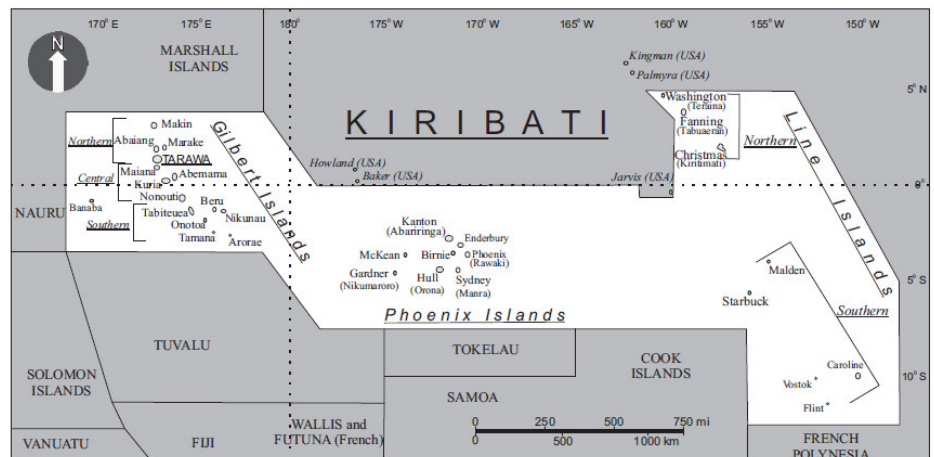 170° E
175° E
180°
175° W
170° W
165° W
160° W
155° W
150° W
N
MARSHALL
ISLANDS
Kingman (USA)
Palmyra (USA)
5° N
Washington
(Teraina)
Fanning
(Tabuaeran)
Christmas
(Kiritimati)
Northern
Line Islands
KIRIBATI
Makin
Northern
Abaiang
Marake
TARAWA
Maiana
Central
Abemama
Kuria
Nonouti
Banaba
NAURU
Beru
Tabiteuea
Nikunau
Southern
Onotoa
Tamana
Arorae
Gilbert Islands
Howland (USA)
Baker (USA)
Jarvis (USA)
0°
Kanton
(Abariringa)
Enderbury
McKean
Birnie
Phoenix
(Rawaki)
Gardner
(Nikumaroro)
Hull
(Orona)
Sydney
(Manra)
Phoenix Islands
Malden
5° S
Starbuck
Southern
TUVALU
TOKELAU
COOK
ISLANDS
Caroline
10° S
Vostok
Flint
SOLOMON
ISLANDS
SAMOA
0 250 500 750 mi
0 500 1000 km
WALLIS and
FUTUNA (French)
VANUATU
FIJI
FRENCH
POLYNESIA